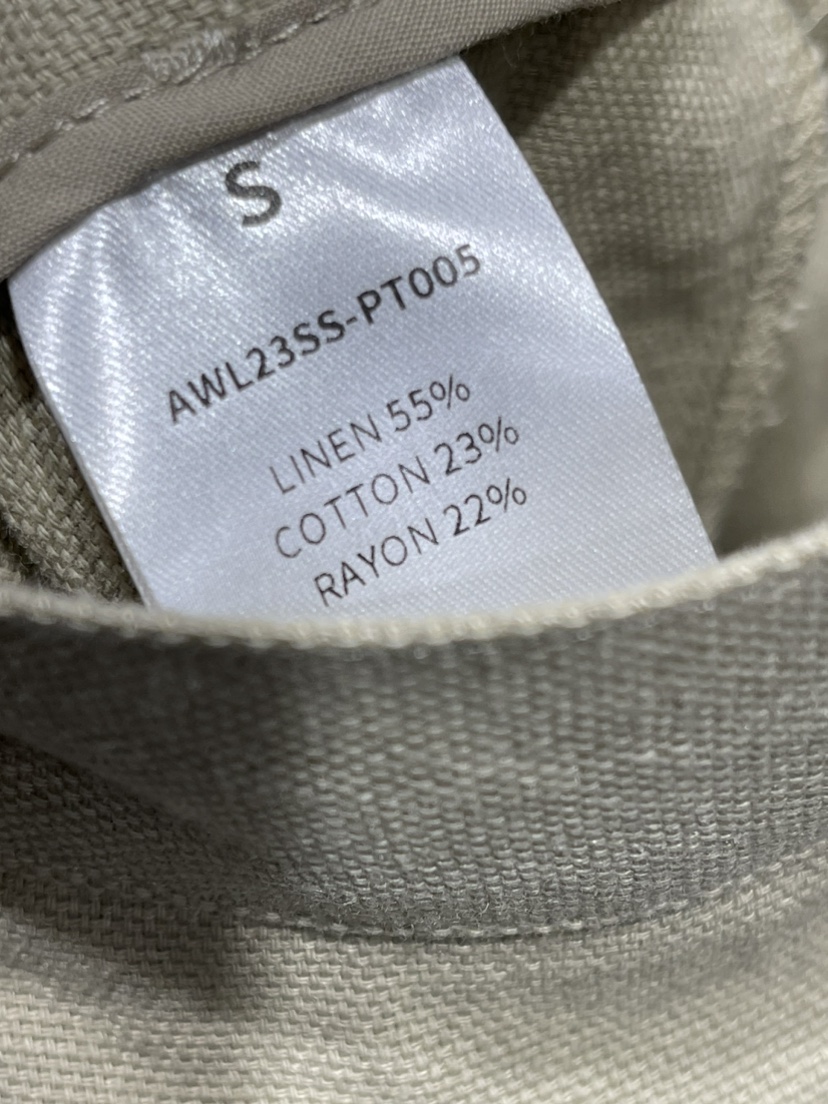 S
AWL23SS-PT005
LINEN 55%
COTTON 23%
RAYON 22%